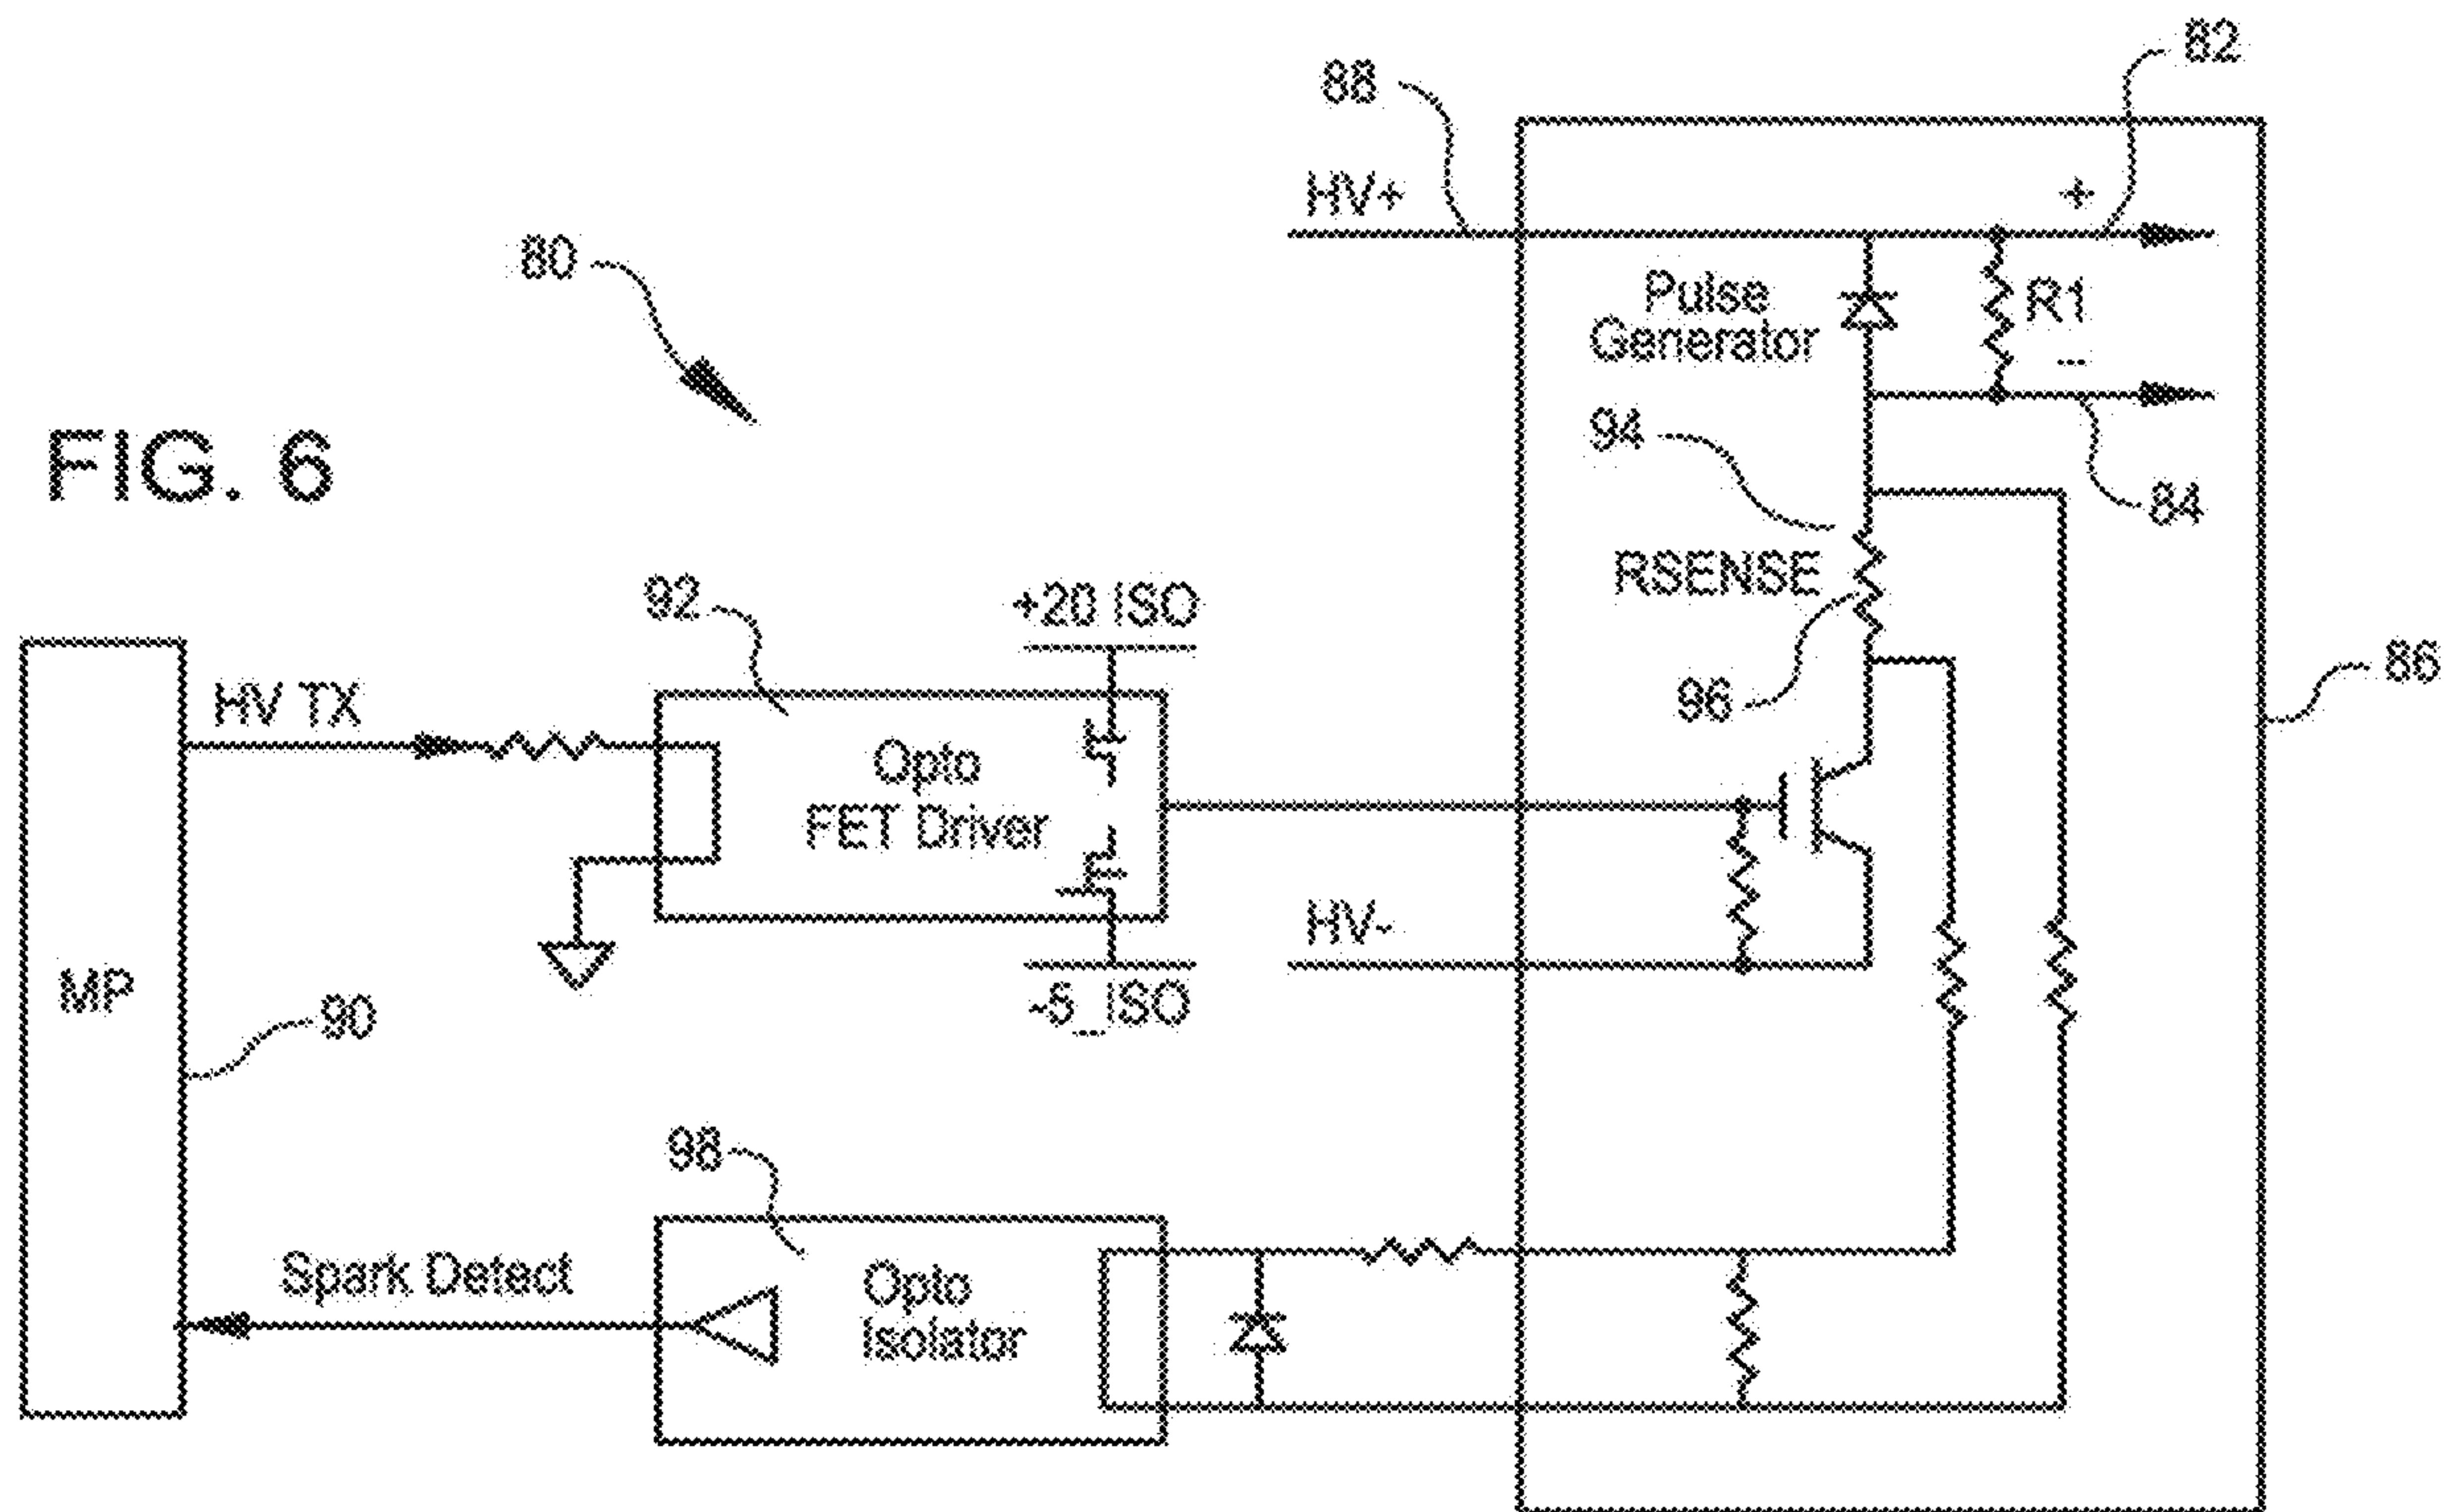 82
88
HV+
+
80
Pulse
Generator
R1
-
94
FIG. 6
84
RSENSE
92
+20 ISO
86
96
HV TX
Opto
FET Driver
HV-
MP
90
-5_ISO
98
Spark Detect
Opto
Isolator